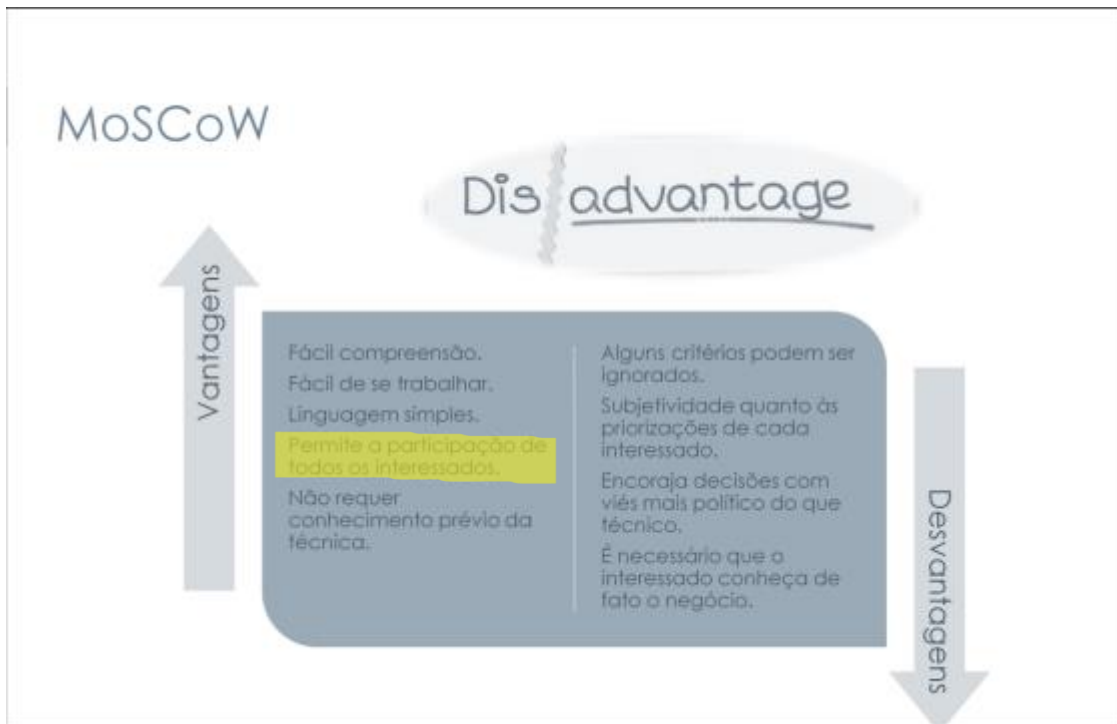 MoSCoW
Dis advantage
Vantagens
Fácil compreensão.
Fácil de se trabalhar.
Linguagem simples.
Permite a participação de
todos os interessados.
Não requer
conhecimento prévio da
técnica.
Alguns critérios podem ser
ignorados.
Subjetividade quanto às
priorizações de cada
interessado.
Encoraja decisões com
viés mais político do que
técnico.
É necessário que o
interessado conheça de
fato o negócio.
Desvantagens